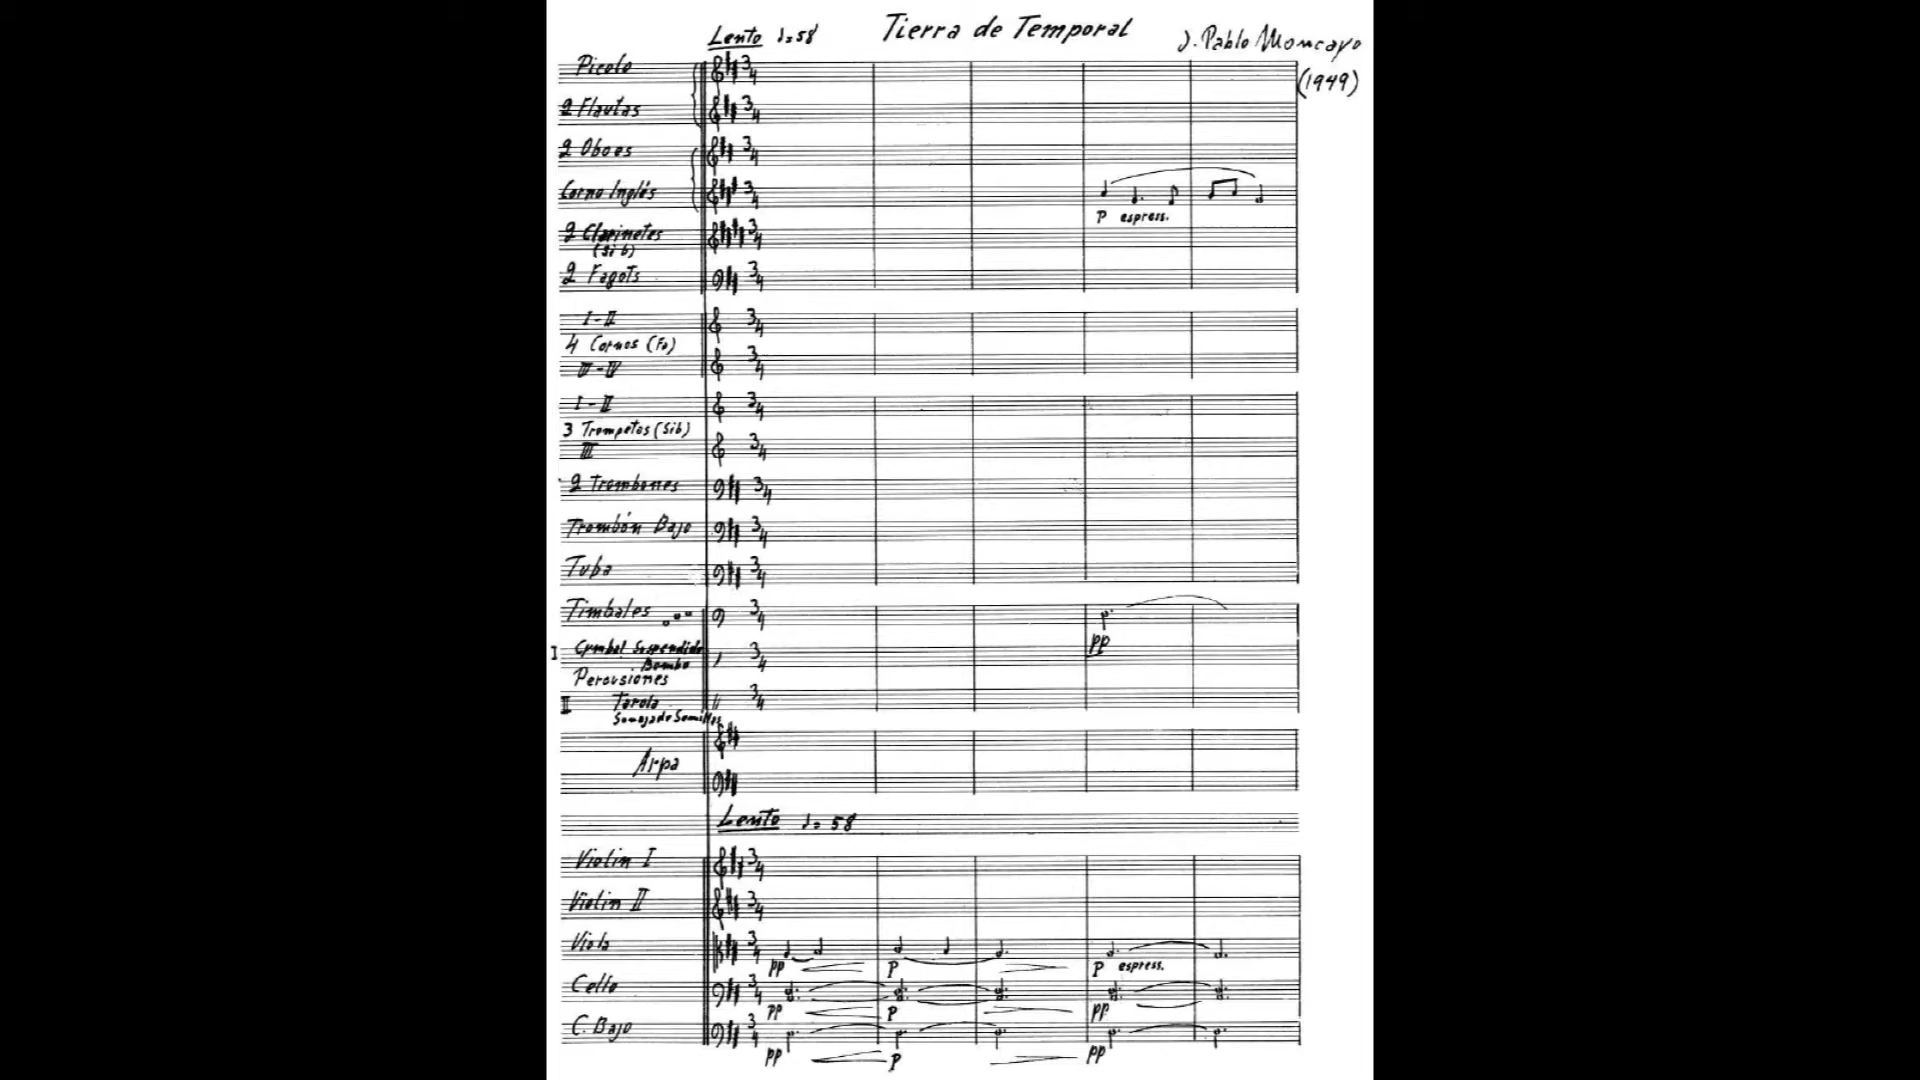 Tierra de Temporal
Lento ♩=58
J. Pablo Moncayo
(1949)
Picolo
2 Flautas
2 Oboes
Corno Inglés
P espress.
2 Clarinetes
(Si b)
2 Fagots
I - II
4 Cornos (Fa)
III - IV
I - II
3 Trompetas (Sib)
III
2 Trombones
Trombón Bajo
Tuba
Timbales
pp
I Cymbal Suspendido
Bombo
Percusiones
II Tarola
Sonaja de Semillas
Arpa
Lento ♩=58
Violin I
Violin II
Viola
pp P P espress.
Cello
pp P pp
C. Bajo
pp P pp